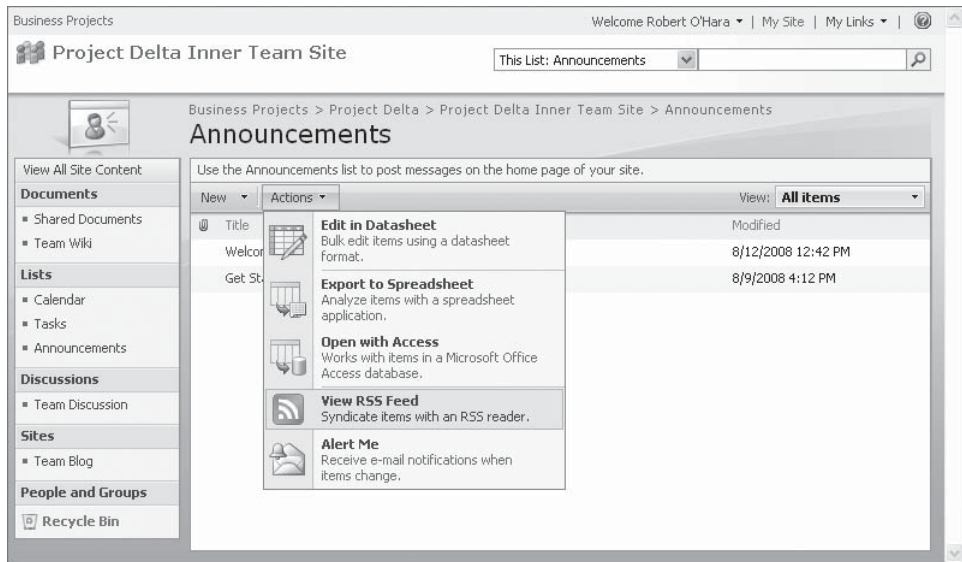 Business Projects
Welcome Robert O'Hara | My Site | My Links |
Project Delta Inner Team Site
This List: Announcements
Business Projects > Project Delta > Project Delta Inner Team Site > Announcements
Announcements
View All Site Content
Use the Announcements list to post messages on the home page of your site.
Documents
Shared Documents
Team Wiki
Lists
Calendar
Tasks
Announcements
Discussions
Team Discussion
Sites
Team Blog
People and Groups
Recycle Bin
New Actions View: All items
Title Modified
Welcor 8/12/2008 12:42 PM
Get St 8/9/2008 4:12 PM
Edit in Datasheet
Bulk edit items using a datasheet
format.
Export to Spreadsheet
Analyze items with a spreadsheet
application.
Open with Access
Works with items in a Microsoft Office
Access database.
View RSS Feed
Syndicate items with an RSS reader.
Alert Me
Receive e-mail notifications when
items change.